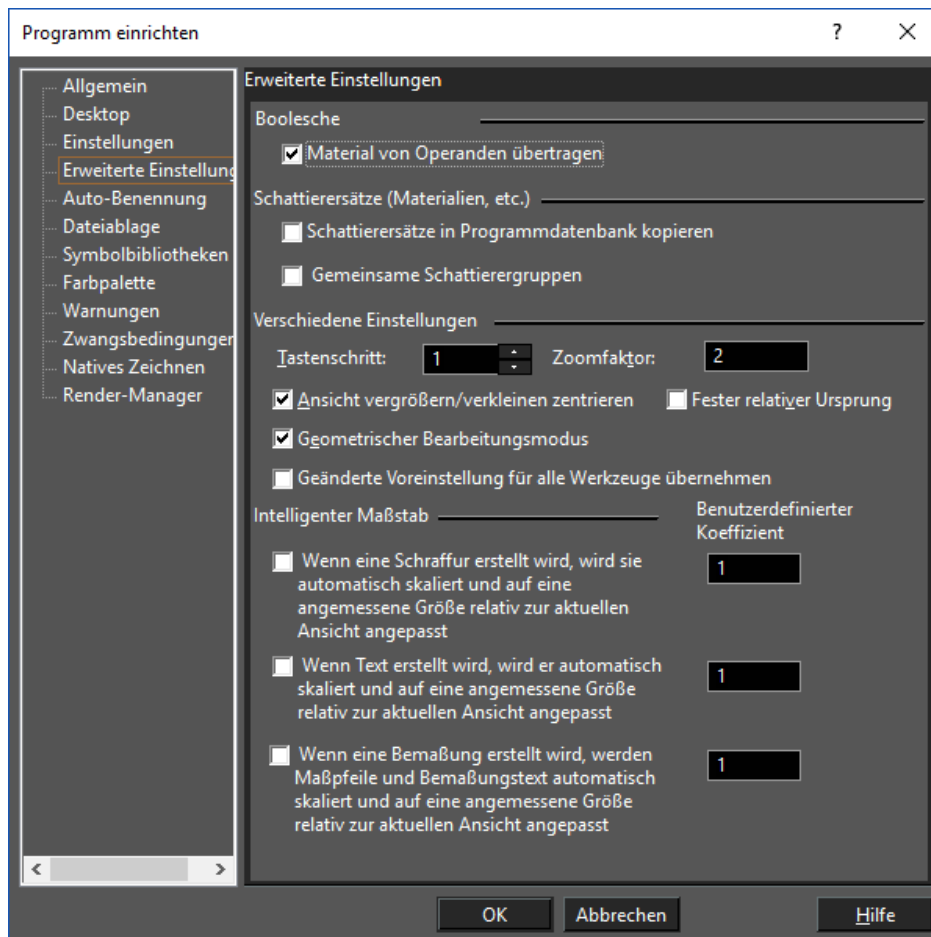 Programm einrichten
?
Allgemein
Desktop
Einstellungen
Erweiterte Einstellung
Auto-Benennung
Dateiablage
Symbolbibliotheken
Farbpalette
Warnungen
Zwangsbedingungen
Natives Zeichnen
Render-Manager
Erweiterte Einstellungen
Boolesche
Material von Operanden übertragen
Schattierersätze (Materialien, etc.)
Schattierersätze in Programmdatenbank kopieren
Gemeinsame Schattierergruppen
Verschiedene Einstellungen
Tastenschritt: 1 Zoomfaktor: 2
Ansicht vergrößern/verkleinen zentrieren Fester relativer Ursprung
Geometrischer Bearbeitungsmodus
Geänderte Voreinstellung für alle Werkzeuge übernehmen
Intelligenter Maßstab
Benutzerdefinierter
Koeffizient
Wenn eine Schraffur erstellt wird, wird sie
automatisch skaliert und auf eine
angemessene Größe relativ zur aktuellen
Ansicht angepasst
1
Wenn Text erstellt wird, wird er automatisch
skaliert und auf eine angemessene Größe
relativ zur aktuellen Ansicht angepasst
1
Wenn eine Bemaßung erstellt wird, werden
Maßpfeile und Bemaßungstext automatisch
skaliert und auf eine angemessene Größe
relativ zur aktuellen Ansicht angepasst
1
OK Abbrechen Hilfe